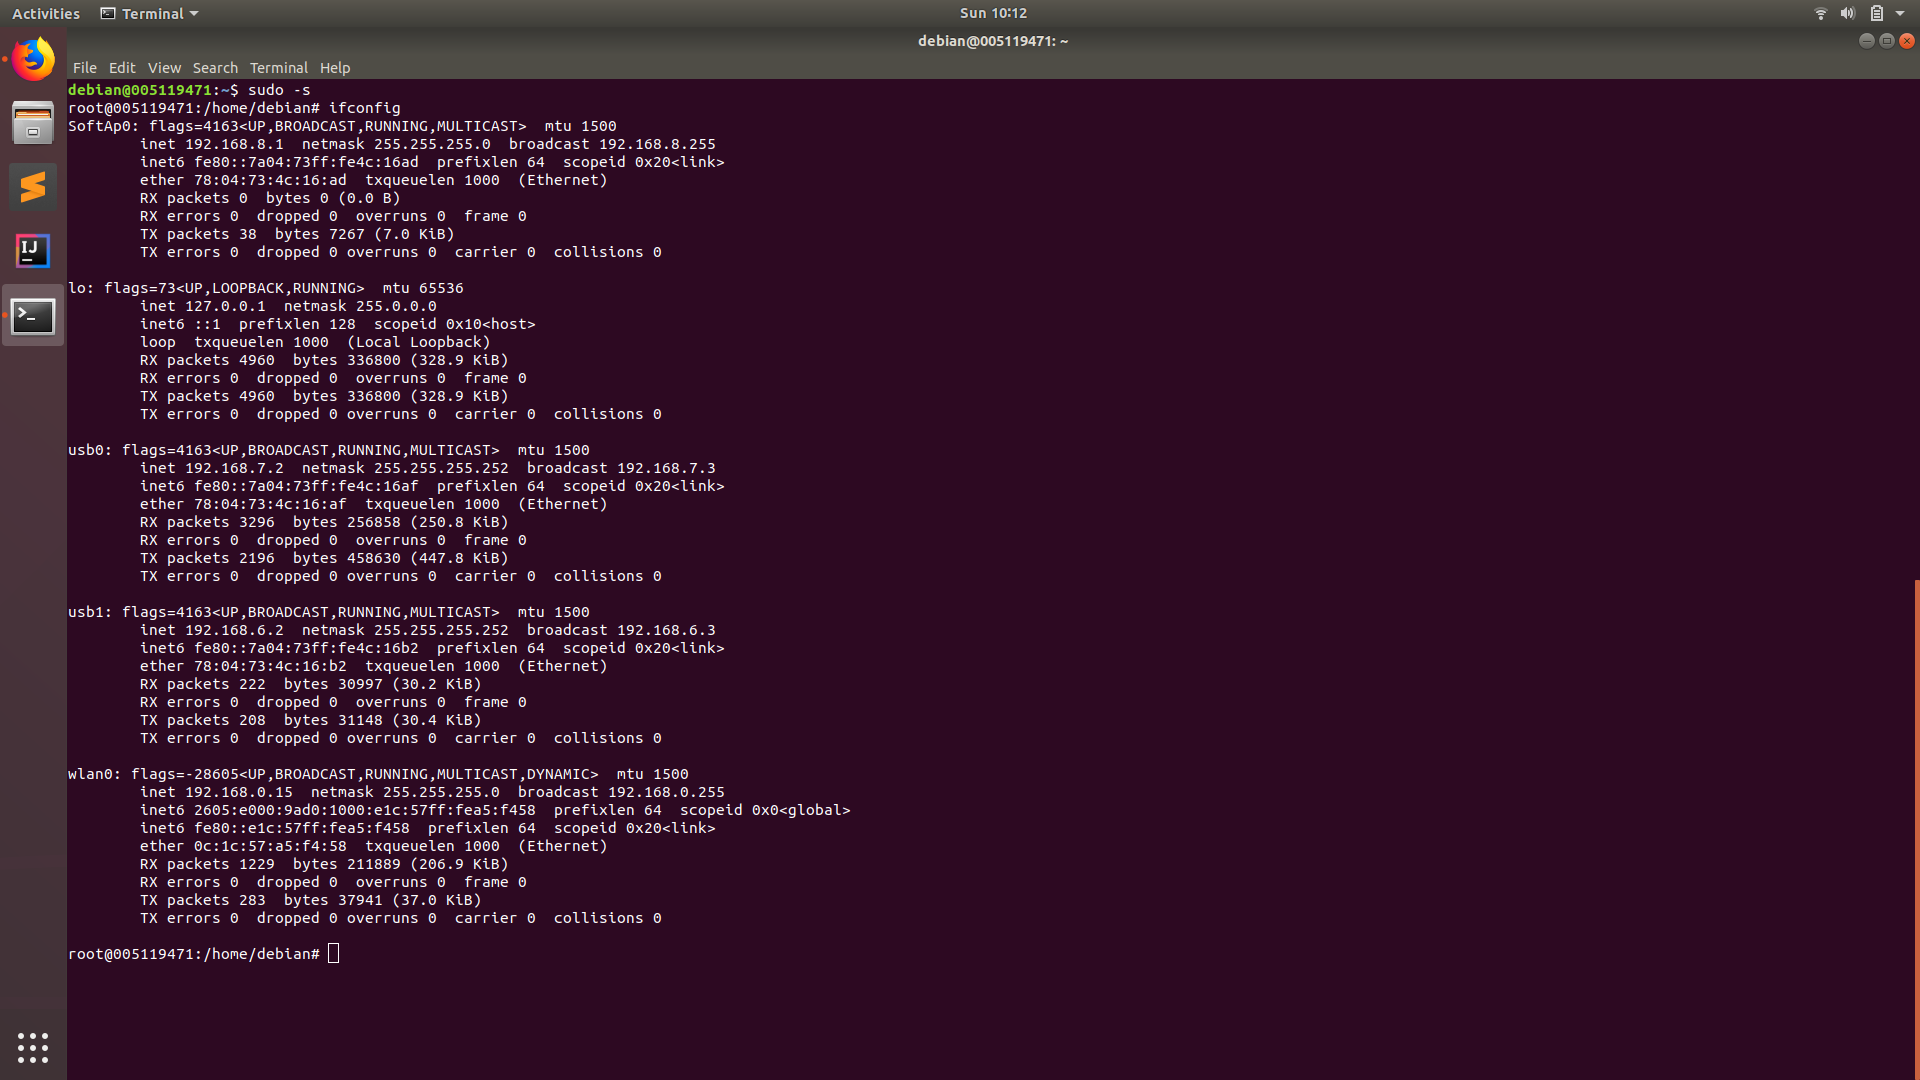 Activities Terminal Sun 10:12
debian@005119471: ~
File Edit View Search Terminal Help
debian@005119471:~$ sudo -s
root@005119471:/home/debian# ifconfig
SoftAp0: flags=4163<UP,BROADCAST,RUNNING,MULTICAST>  mtu 1500
        inet 192.168.8.1  netmask 255.255.255.0  broadcast 192.168.8.255
        inet6 fe80::7a04:73ff:fe4c:16ad  prefixlen 64  scopeid 0x20<link>
        ether 78:04:73:4c:16:ad  txqueuelen 1000  (Ethernet)
        RX packets 0  bytes 0 (0.0 B)
        RX errors 0  dropped 0  overruns 0  frame 0
        TX packets 38  bytes 7267 (7.0 KiB)
        TX errors 0  dropped 0 overruns 0  carrier 0  collisions 0

lo: flags=73<UP,LOOPBACK,RUNNING>  mtu 65536
        inet 127.0.0.1  netmask 255.0.0.0
        inet6 ::1  prefixlen 128  scopeid 0x10<host>
        loop  txqueuelen 1000  (Local Loopback)
        RX packets 4960  bytes 336800 (328.9 KiB)
        RX errors 0  dropped 0  overruns 0  frame 0
        TX packets 4960  bytes 336800 (328.9 KiB)
        TX errors 0  dropped 0 overruns 0  carrier 0  collisions 0

usb0: flags=4163<UP,BROADCAST,RUNNING,MULTICAST>  mtu 1500
        inet 192.168.7.2  netmask 255.255.255.252  broadcast 192.168.7.3
        inet6 fe80::7a04:73ff:fe4c:16af  prefixlen 64  scopeid 0x20<link>
        ether 78:04:73:4c:16:af  txqueuelen 1000  (Ethernet)
        RX packets 3296  bytes 256858 (250.8 KiB)
        RX errors 0  dropped 0  overruns 0  frame 0
        TX packets 2196  bytes 458630 (447.8 KiB)
        TX errors 0  dropped 0 overruns 0  carrier 0  collisions 0

usb1: flags=4163<UP,BROADCAST,RUNNING,MULTICAST>  mtu 1500
        inet 192.168.6.2  netmask 255.255.255.252  broadcast 192.168.6.3
        inet6 fe80::7a04:73ff:fe4c:16b2  prefixlen 64  scopeid 0x20<link>
        ether 78:04:73:4c:16:b2  txqueuelen 1000  (Ethernet)
        RX packets 222  bytes 30997 (30.2 KiB)
        RX errors 0  dropped 0  overruns 0  frame 0
        TX packets 208  bytes 31148 (30.4 KiB)
        TX errors 0  dropped 0 overruns 0  carrier 0  collisions 0

wlan0: flags=-28605<UP,BROADCAST,RUNNING,MULTICAST,DYNAMIC>  mtu 1500
        inet 192.168.0.15  netmask 255.255.255.0  broadcast 192.168.0.255
        inet6 2605:e000:9ad0:1000:e1c:57ff:fea5:f458  prefixlen 64  scopeid 0x0<global>
        inet6 fe80::e1c:57ff:fea5:f458  prefixlen 64  scopeid 0x20<link>
        ether 0c:1c:57:a5:f4:58  txqueuelen 1000  (Ethernet)
        RX packets 1229  bytes 211889 (206.9 KiB)
        RX errors 0  dropped 0  overruns 0  frame 0
        TX packets 283  bytes 37941 (37.0 KiB)
        TX errors 0  dropped 0 overruns 0  carrier 0  collisions 0

root@005119471:/home/debian#
IJ